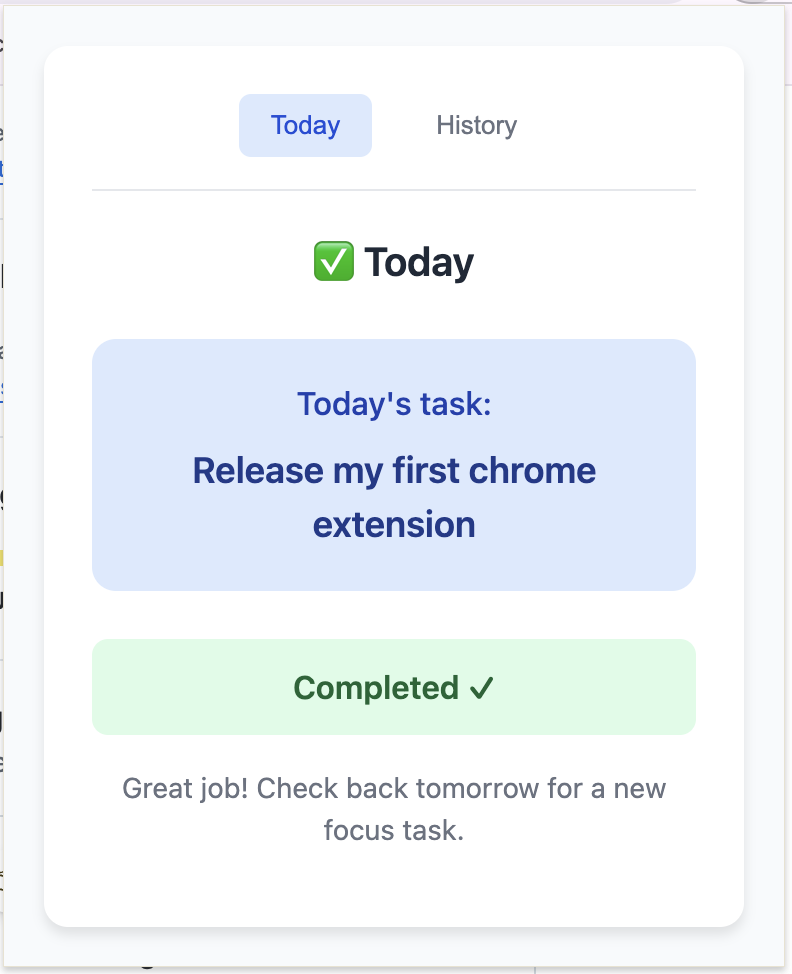 Today History
✅ Today
Today's task:
Release my first chrome
extension
Completed ✓
Great job! Check back tomorrow for a new
focus task.